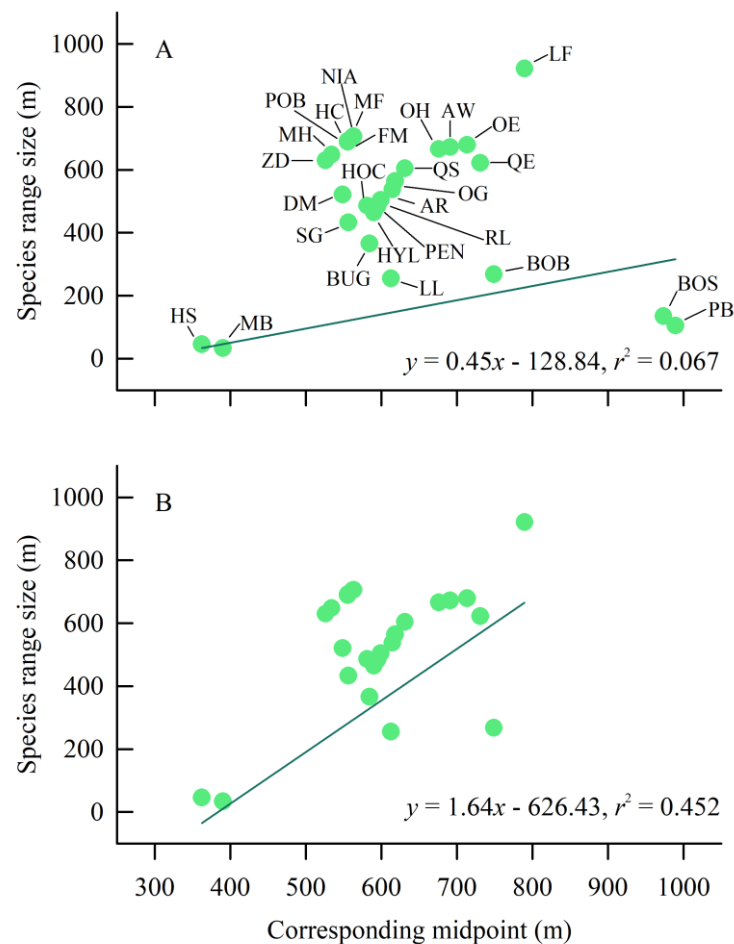 1000
A
LF
NIA
800
POB
MF
HC
OH
AW
OE
MH
FM
ZD
HOC
QS
QE
600
DM
OG
AR
SG
RL
400
HYL
PEN
BUG
LL
BOB
200
HS
MB
BOS
PB
0
y = 0.45x - 128.84, r² = 0.067
Species range size (m)
1000
B
800
600
400
200
0
y = 1.64x - 626.43, r² = 0.452
Species range size (m)
300 400 500 600 700 800 900 1000
Corresponding midpoint (m)